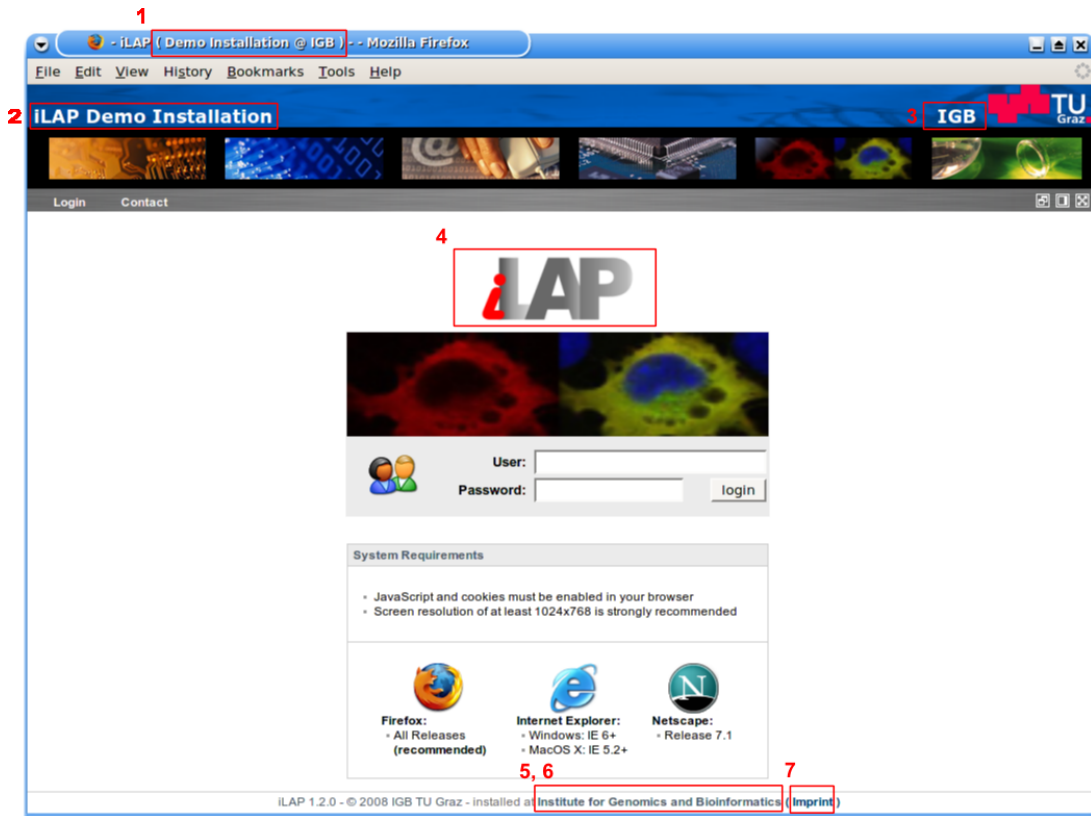 1
- iLAP ( Demo Installation @ IGB ) - - Mozilla Firefox
File Edit View History Bookmarks Tools Help
2 iLAP Demo Installation 3 IGB TU Graz
Login Contact
4
iLAP
User:
Password: login
System Requirements
JavaScript and cookies must be enabled in your browser
Screen resolution of at least 1024x768 is strongly recommended
N
Firefox: Internet Explorer: Netscape:
All Releases Windows: IE 6+ Release 7.1
(recommended) MacOS X: IE 5.2+
5, 6 7
iLAP 1.2.0 - © 2008 IGB TU Graz - installed at Institute for Genomics and Bioinformatics ( Imprint )